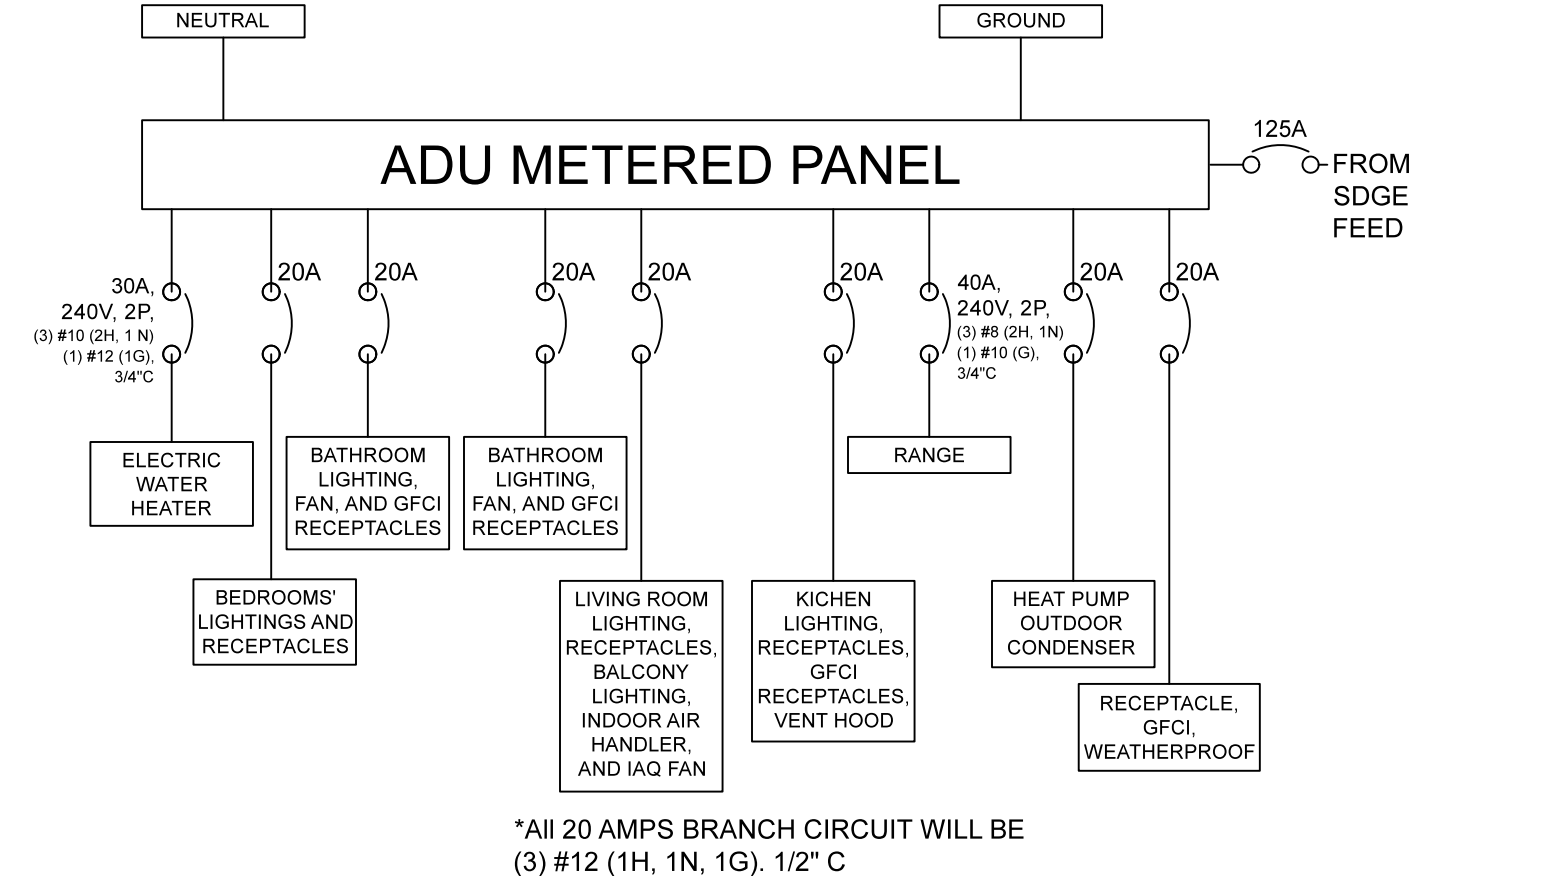 NEUTRAL
GROUND
ADU METERED PANEL
125A
FROM
SDGE
FEED
30A,
240V, 2P,
(3) #10 (2H, 1 N)
(1) #12 (1G),
3/4"C
20A
20A
20A
20A
20A
40A,
240V, 2P,
(3) #8 (2H, 1N)
(1) #10 (G),
3/4"C
20A
20A
ELECTRIC
WATER
HEATER
BEDROOMS'
LIGHTINGS AND
RECEPTACLES
BATHROOM
LIGHTING,
FAN, AND GFCI
RECEPTACLES
BATHROOM
LIGHTING,
FAN, AND GFCI
RECEPTACLES
LIVING ROOM
LIGHTING,
RECEPTACLES,
BALCONY
LIGHTING,
INDOOR AIR
HANDLER,
AND IAQ FAN
KICHEN
LIGHTING,
RECEPTACLES,
GFCI
RECEPTACLES,
VENT HOOD
RANGE
HEAT PUMP
OUTDOOR
CONDENSER
RECEPTACLE,
GFCI,
WEATHERPROOF
*All 20 AMPS BRANCH CIRCUIT WILL BE
(3) #12 (1H, 1N, 1G). 1/2" C